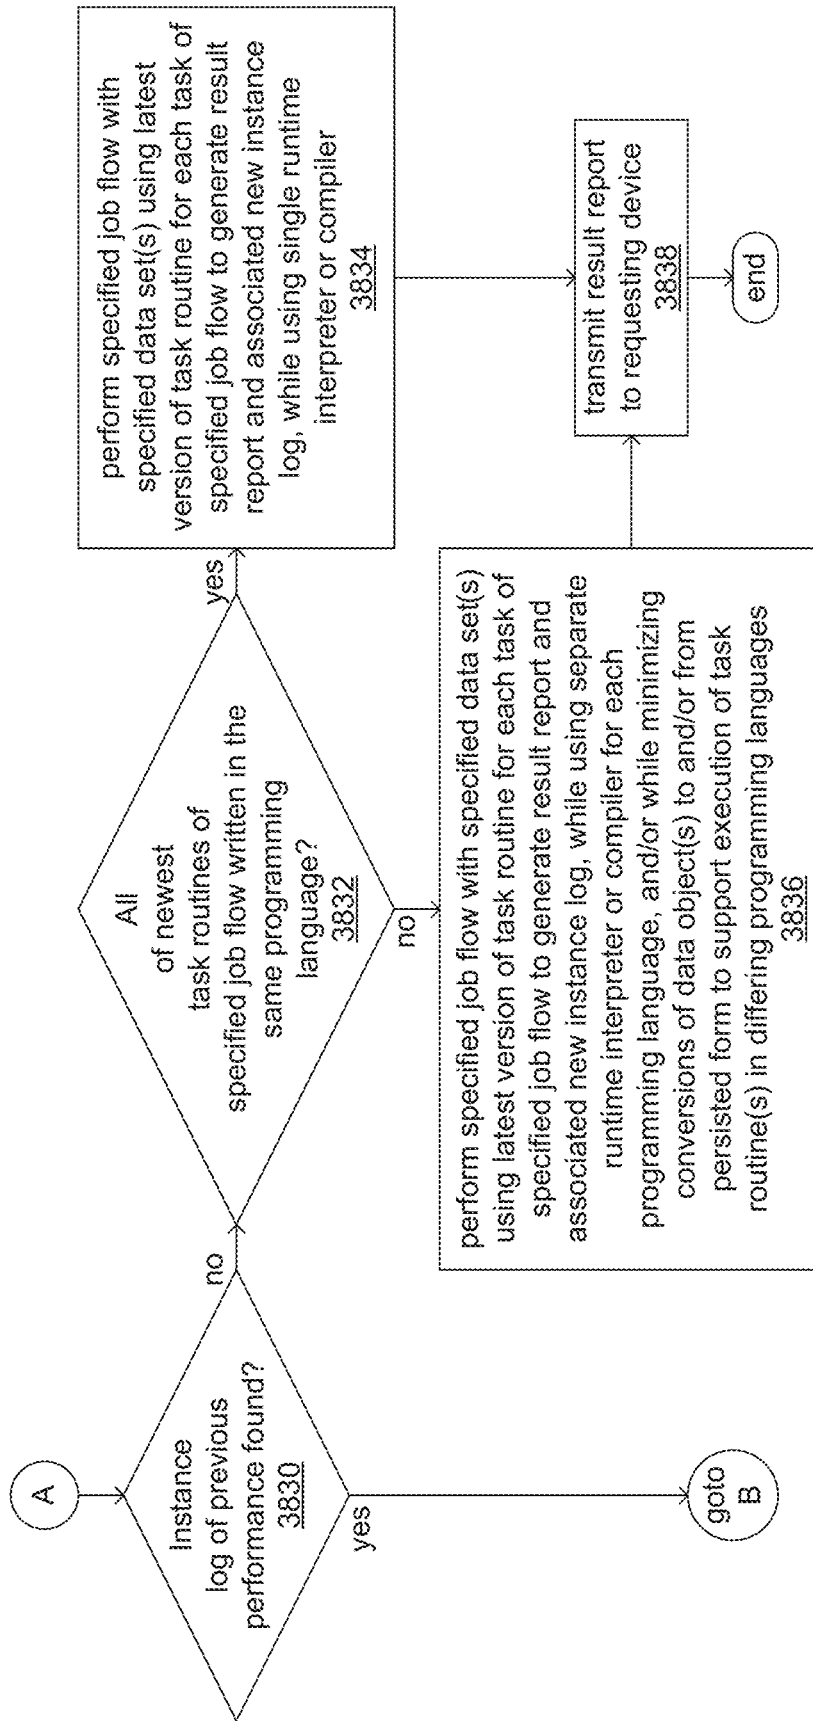 A
Instance
log of previous
performance found?
3830
no
yes
goto
B
All
of newest
task routines of
specified job flow written in the
same programming
language?
3832
yes
no
perform specified job flow with
specified data set(s) using latest
version of task routine for each task of
specified job flow to generate result
report and associated new instance
log, while using single runtime
interpreter or compiler
3834
perform specified job flow with specified data set(s)
using latest version of task routine for each task of
specified job flow to generate result report and
associated new instance log, while using separate
runtime interpreter or compiler for each
programming language, and/or while minimizing
conversions of data object(s) to and/or from
persisted form to support execution of task
routine(s) in differing programming languages
3836
transmit result report
to requesting device
3838
end